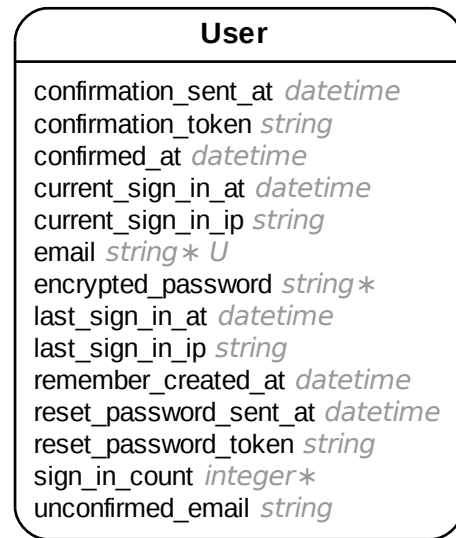 User
confirmation_sent_at datetime
confirmation_token string
confirmed_at datetime
current_sign_in_at datetime
current_sign_in_ip string
email string∗ U
encrypted_password string∗
last_sign_in_at datetime
last_sign_in_ip string
remember_created_at datetime
reset_password_sent_at datetime
reset_password_token string
sign_in_count integer∗
unconfirmed_email string